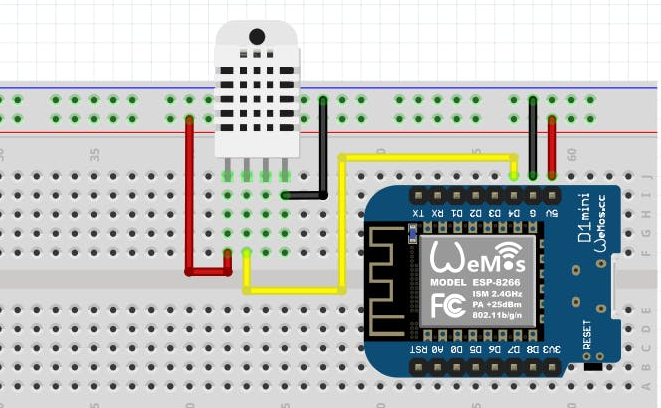 35
60
J
I
H
G
F
E
D
C
B
A
TX RX D1 D2 D3 D4 G 5V
D1 mini
WeMos.cc
WeMos
MODEL ESP-8266
ISM 2.4GHz
PA +25dBm
802.11b/g/n
FC
RST A0 D0 D5 D6 D7 D8 3V3
RESET